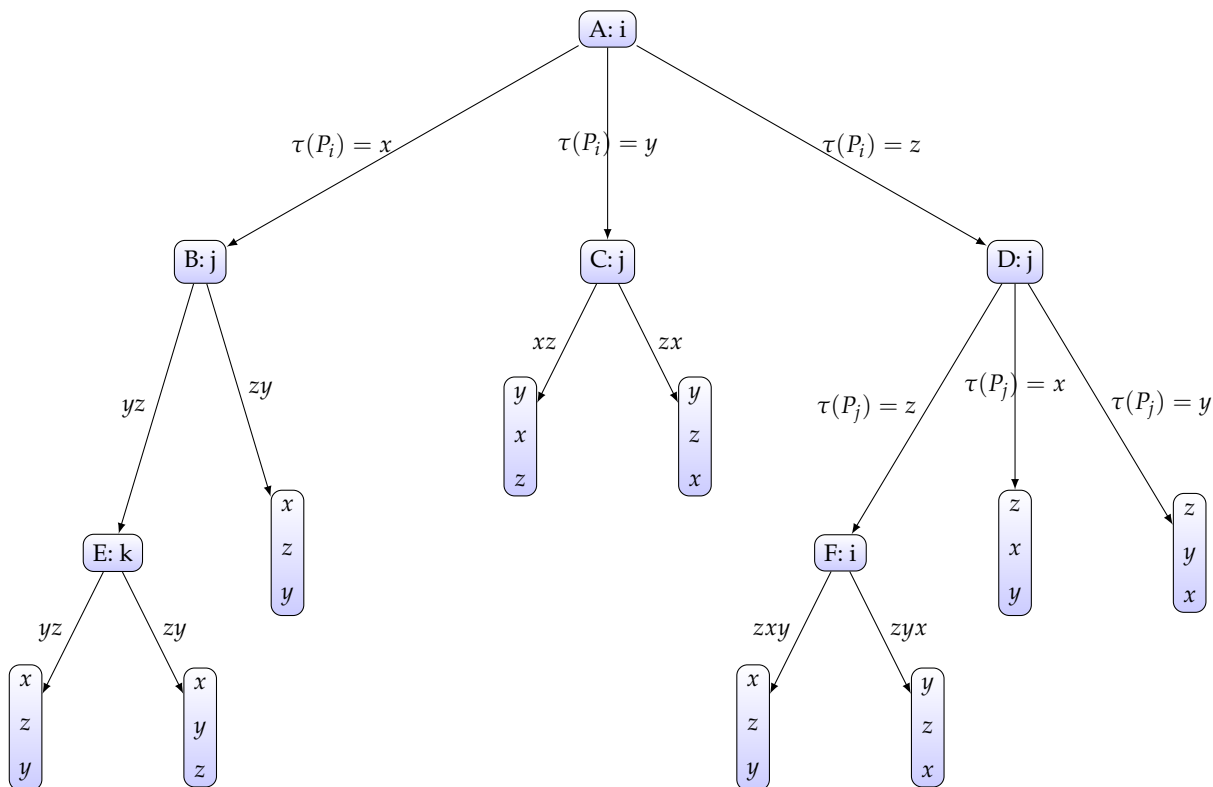 A: i
τ(P_i) = x
τ(P_i) = y
τ(P_i) = z
B: j
C: j
D: j
yz
zy
xz
zx
τ(P_j) = z
τ(P_j) = x
τ(P_j) = y
y
x
z
y
z
x
x
z
y
z
x
y
z
y
x
E: k
F: i
yz
zy
zxy
zyx
x
z
y
x
y
z
x
z
y
y
z
x